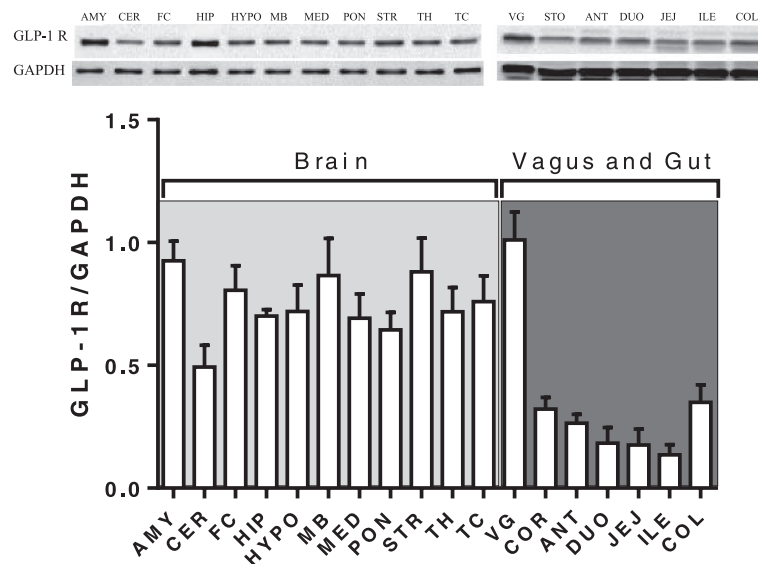 AMY CER FC HIP HYPO MB MED PON STR TH TC VG STO ANT DUO JEJ ILE COL
GLP-1 R
GAPDH
1.5
Brain Vagus and Gut
1.0
0.5
0.0
GLP-1R/GAPDH
AMY CER FC HIP HYPO MB MED PON STR TH TC VG COR ANT DUO JEJ ILE COL